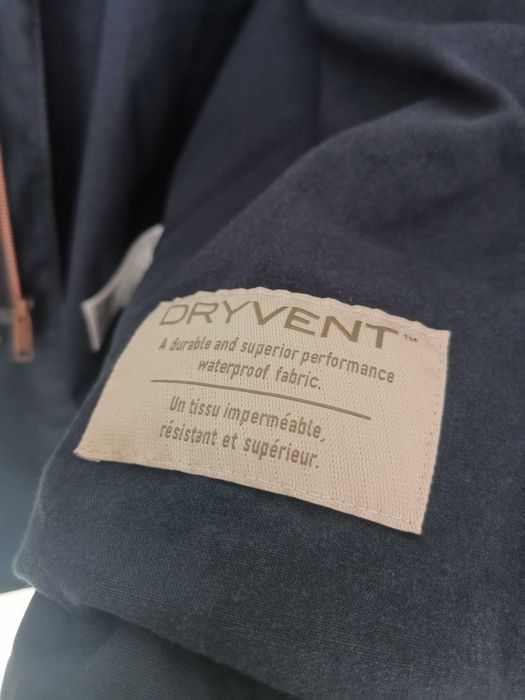 DRYVENT™
A durable and superior performance
waterproof fabric.
Un tissu imperméable,
résistant et supérieur.